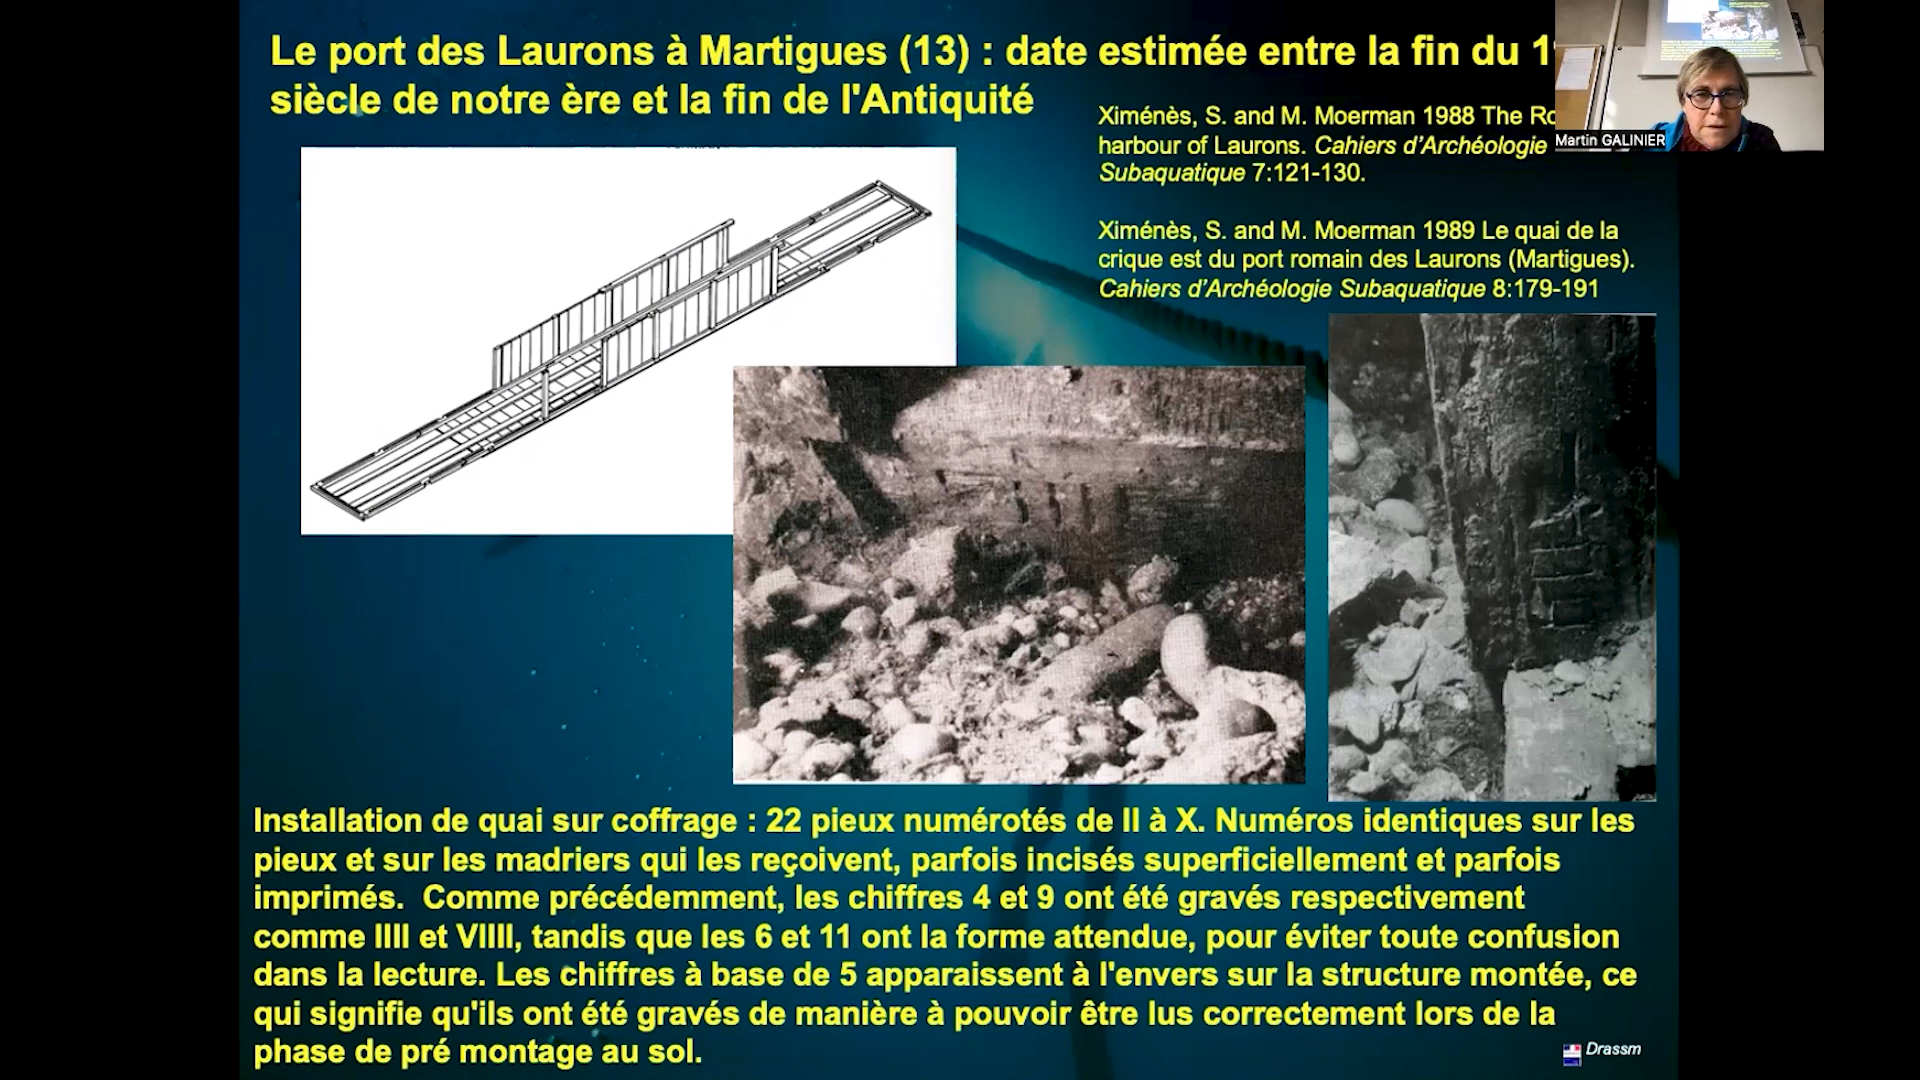 Le port des Laurons à Martigues (13) : date estimée entre la fin du
siècle de notre ère et la fin de l'Antiquité
Ximénès, S. and M. Moerman 1988 The
harbour of Laurons. Cahiers d’Archéologie
Subaquatique 7:121-130.
Martin GALINIER
Ximénès, S. and M. Moerman 1989 Le quai de la
crique est du port romain des Laurons (Martigues).
Cahiers d’Archéologie Subaquatique 8:179-191
Installation de quai sur coffrage : 22 pieux numérotés de II à X. Numéros identiques sur les
pieux et sur les madriers qui les reçoivent, parfois incisés superficiellement et parfois
imprimés. Comme précédemment, les chiffres 4 et 9 ont été gravés respectivement
comme IIII et VIIII, tandis que les 6 et 11 ont la forme attendue, pour éviter toute confusion
dans la lecture. Les chiffres à base de 5 apparaissent à l'envers sur la structure montée, ce
qui signifie qu'ils ont été gravés de manière à pouvoir être lus correctement lors de la
phase de pré montage au sol.
Drassm